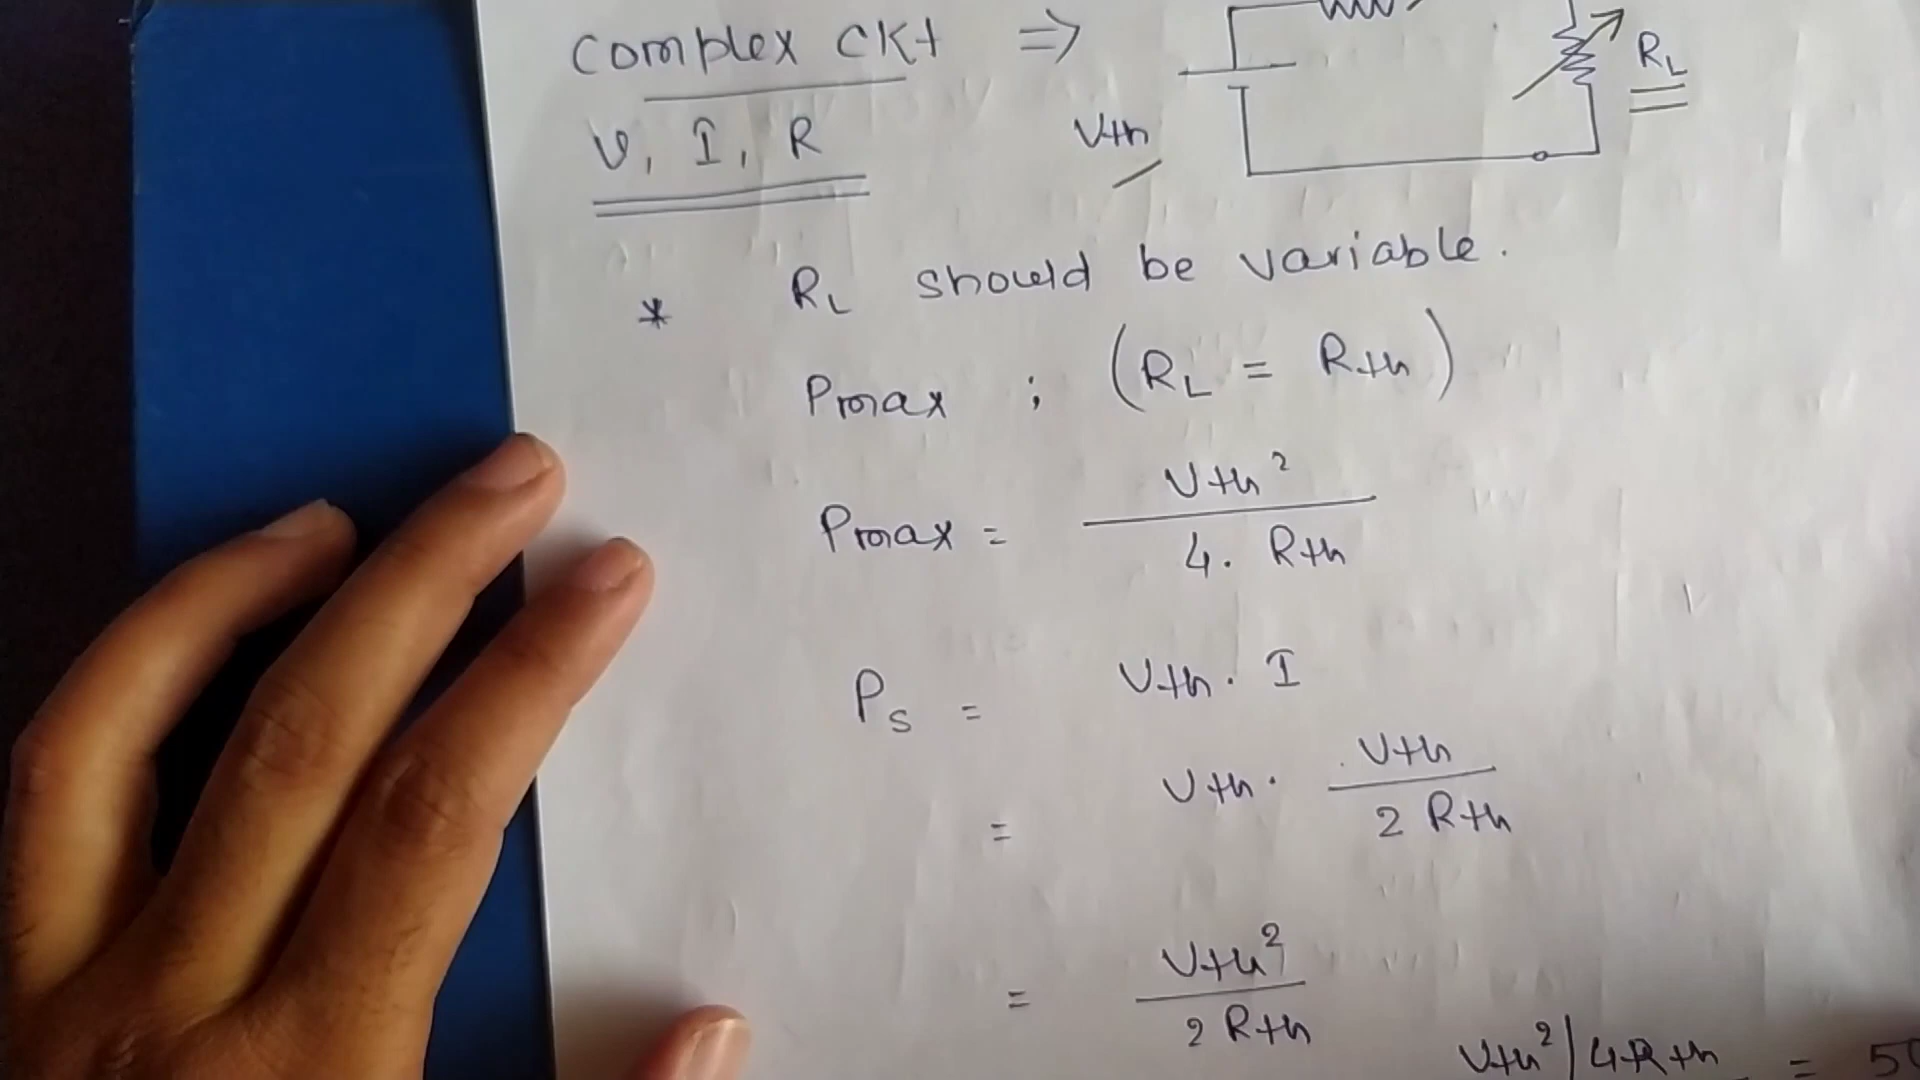 Complex Ckt ⇒
V, I, R
Vth
RL
* RL should be variable.
Pmax ; (RL = Rth)
Pmax = Vth² / 4. Rth
Ps = Vth. I
= Vth. Vth / 2 Rth
= Vth² / 2 Rth
Vth² / 4Rth =